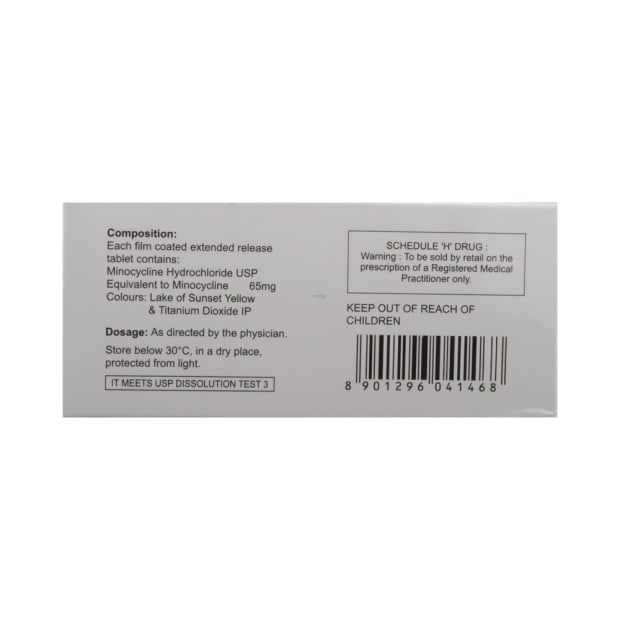 Composition:
Each film coated extended release
tablet contains:
Minocycline Hydrochloride USP
Equivalent to Minocycline 65mg
Colours: Lake of Sunset Yellow
& Titanium Dioxide IP
Dosage: As directed by the physician.
Store below 30°C, in a dry place,
protected from light.
IT MEETS USP DISSOLUTION TEST 3
SCHEDULE 'H' DRUG :
Warning : To be sold by retail on the
prescription of a Registered Medical
Practitioner only.
KEEP OUT OF REACH OF
CHILDREN
8 901296 041468